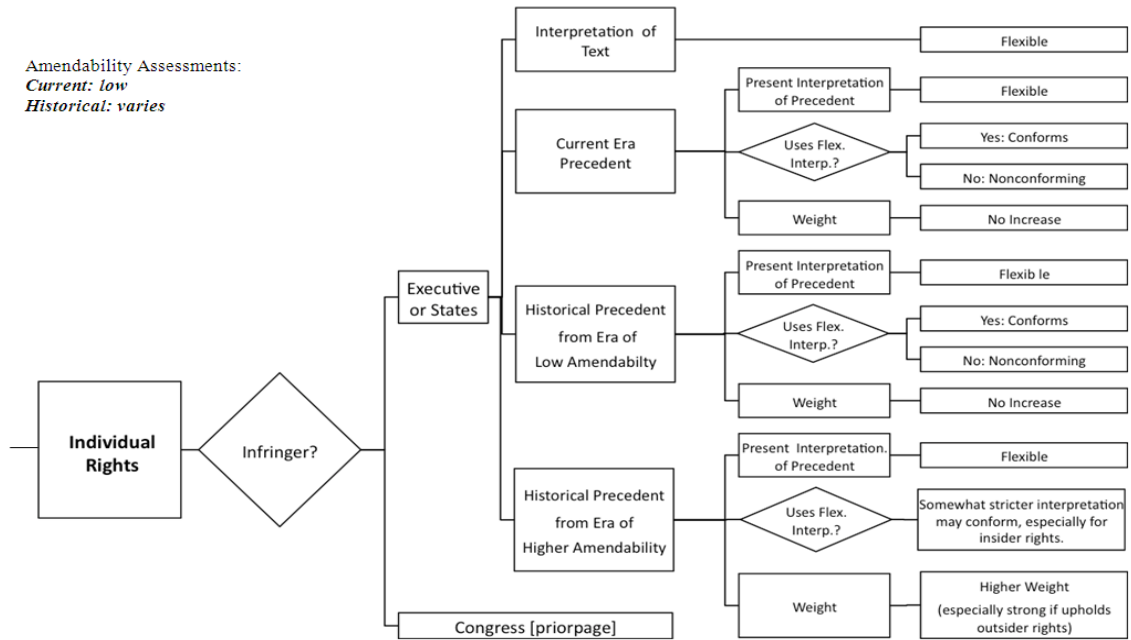 Amendability Assessments:
Current: low
Historical: varies
Individual
Rights
Infringer?
Executive
or States
Congress [priorpage]
Interpretation of
Text
Flexible
Current Era
Precedent
Present Interpretation
of Precedent
Flexible
Uses Flex.
Interp.?
Yes: Conforms
No: Nonconforming
Weight
No Increase
Historical Precedent
from Era of
Low Amendabilty
Present Interpretation
of Precedent
Flexib le
Uses Flex.
Interp.?
Yes: Conforms
No: Nonconforming
Weight
No Increase
Historical Precedent
from Era of
Higher Amendability
Present Interpretation.
of Precedent
Flexible
Uses Flex.
Interp.?
Somewhat stricter interpretation
may conform, especially for
insider rights.
Weight
Higher Weight
(especially strong if upholds
outsider rights)